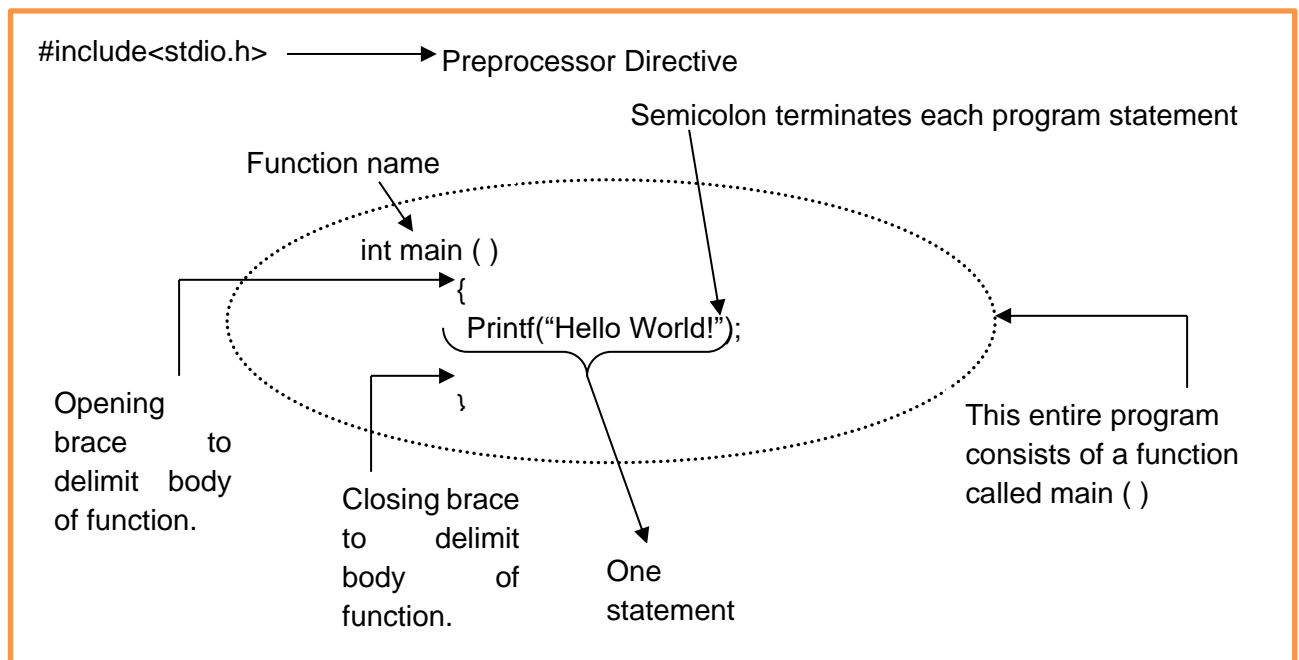 #include<stdio.h>
Preprocessor Directive
Semicolon terminates each program statement
Function name
int main ( )
{
Printf(“Hello World!”);
}
Opening
brace to
delimit body
of function.
Closing brace
to delimit
body of
function.
One
statement
This entire program
consists of a function
called main ( )